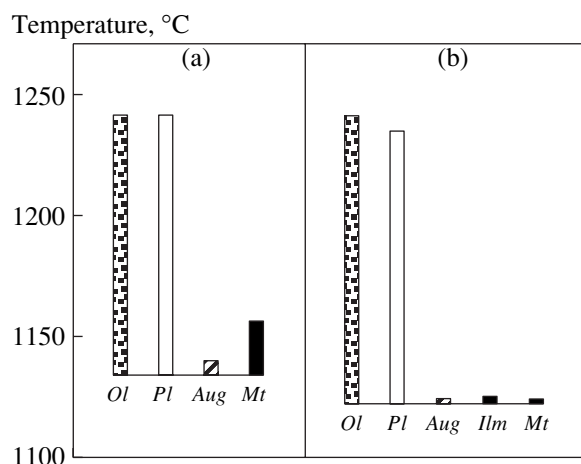 Temperature, °C
(a) (b)
1250
1200
1150
1100
Ol Pl Aug Mt
Ol Pl Aug Ilm Mt